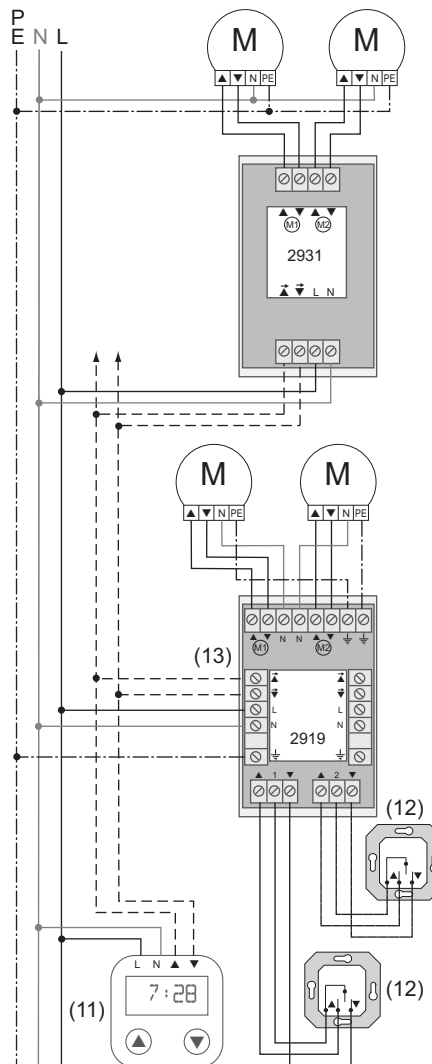 P
E N L
M M
▲ ▼ N PE ▲ ▼ N PE
▲ ▼ ▲ ▼
M1 M2
2931
▲ ▼ L N
M M
▲ ▼ N PE ▲ ▼ N PE
(13)
▲ ▼ N N ▲ ▼
M1 M2
▲ ▲
▼ ▼
L L
N N
2919
▲ 1 ▼ ▲ 2 ▼
(12)
▲ ▼
(12)
▲ ▼
L N ▲ ▼
(11)
7:28
▲ ▼